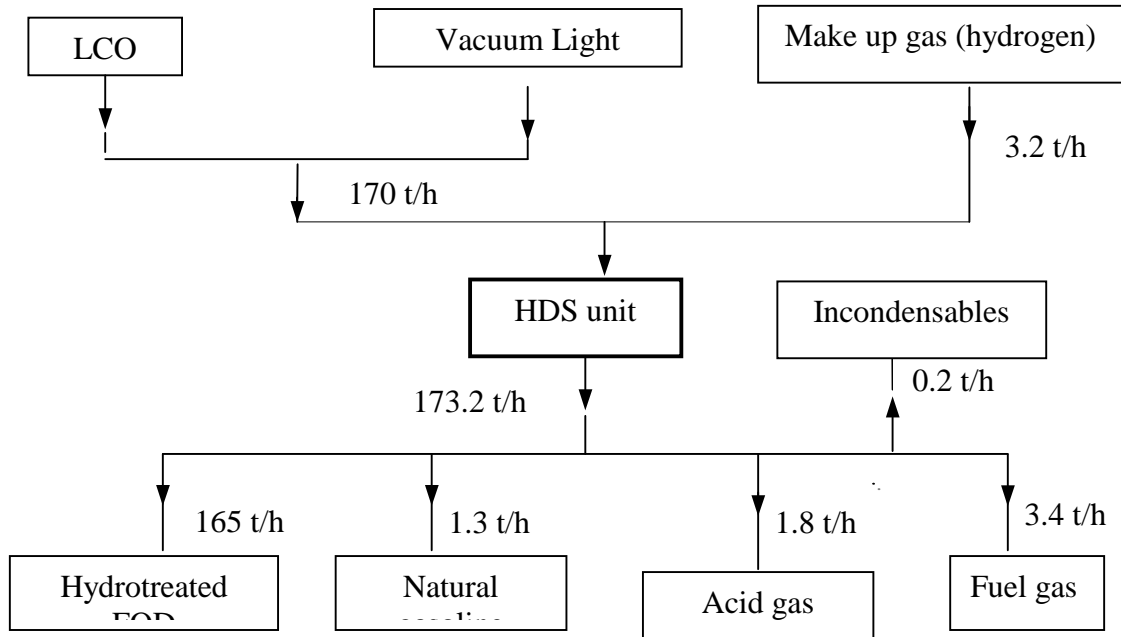 LCO
Vacuum Light
Make up gas (hydrogen)
3.2 t/h
170 t/h
HDS unit
Incondensables
0.2 t/h
173.2 t/h
165 t/h
1.3 t/h
1.8 t/h
3.4 t/h
Hydrotreated
Natural
Acid gas
Fuel gas